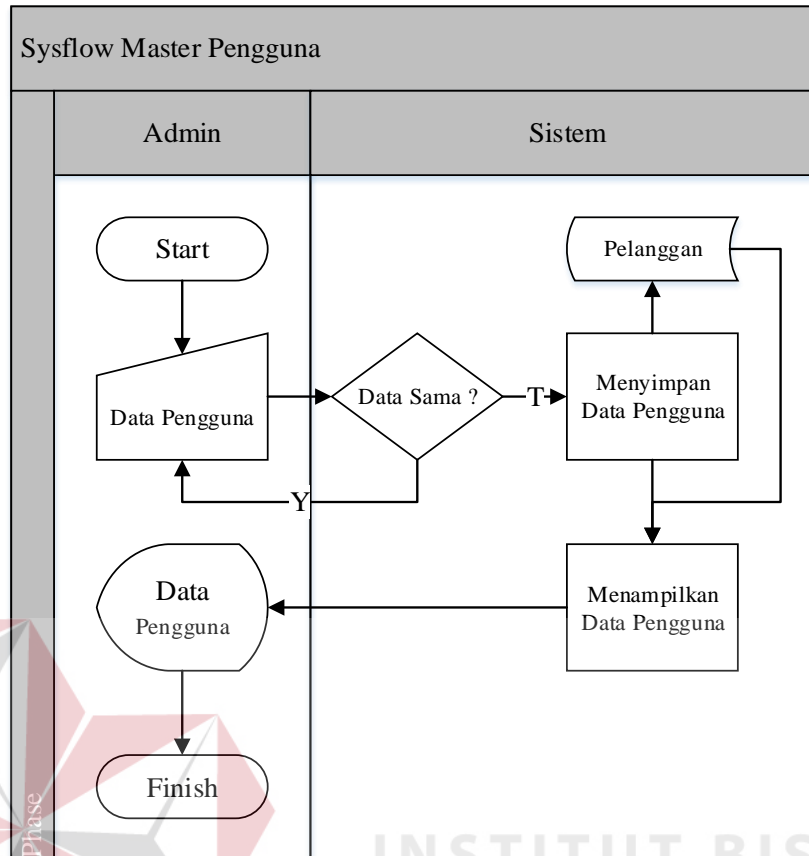 Sysflow Master Pengguna
Admin
Sistem
Start
Pelanggan
Data Pengguna
Data Sama ?
T
Menyimpan
Data Pengguna
Y
Data
Pengguna
Menampilkan
Data Pengguna
Finish
Phase
INSTITUT BIS